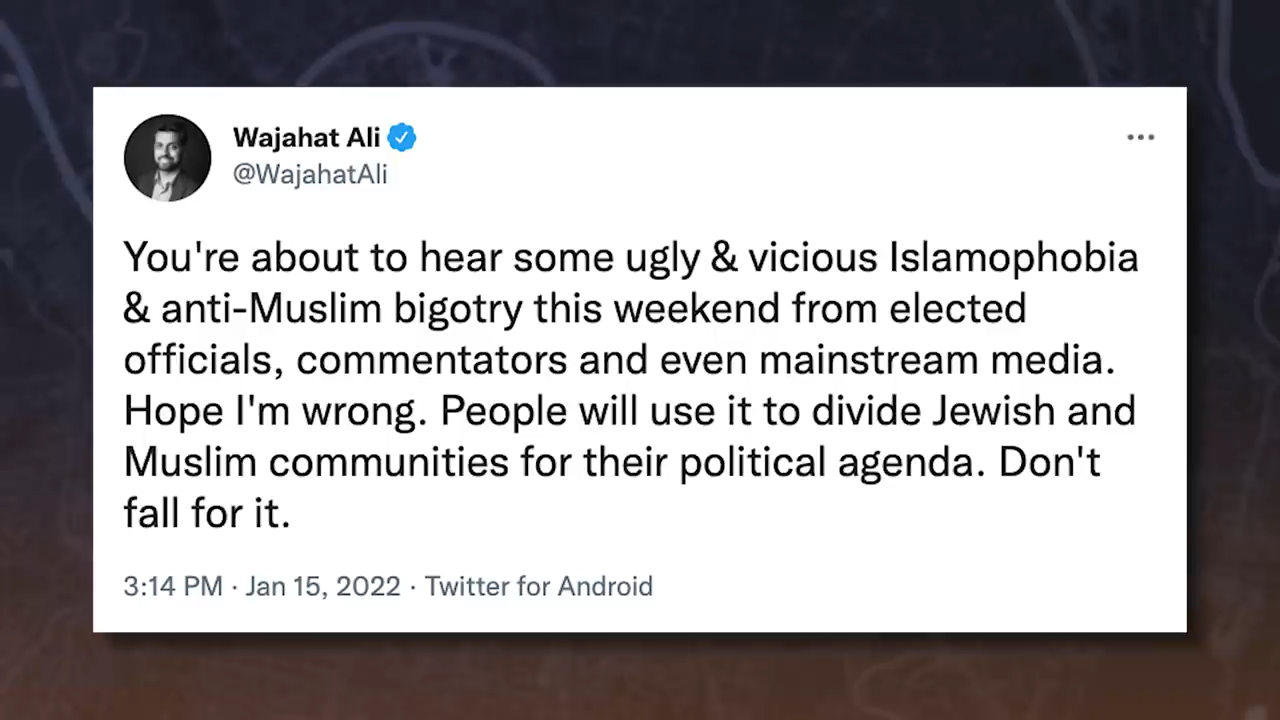 Wajahat Ali
@WajahatAli
You're about to hear some ugly & vicious Islamophobia
& anti-Muslim bigotry this weekend from elected
officials, commentators and even mainstream media.
Hope I'm wrong. People will use it to divide Jewish and
Muslim communities for their political agenda. Don't
fall for it.
3:14 PM · Jan 15, 2022 · Twitter for Android